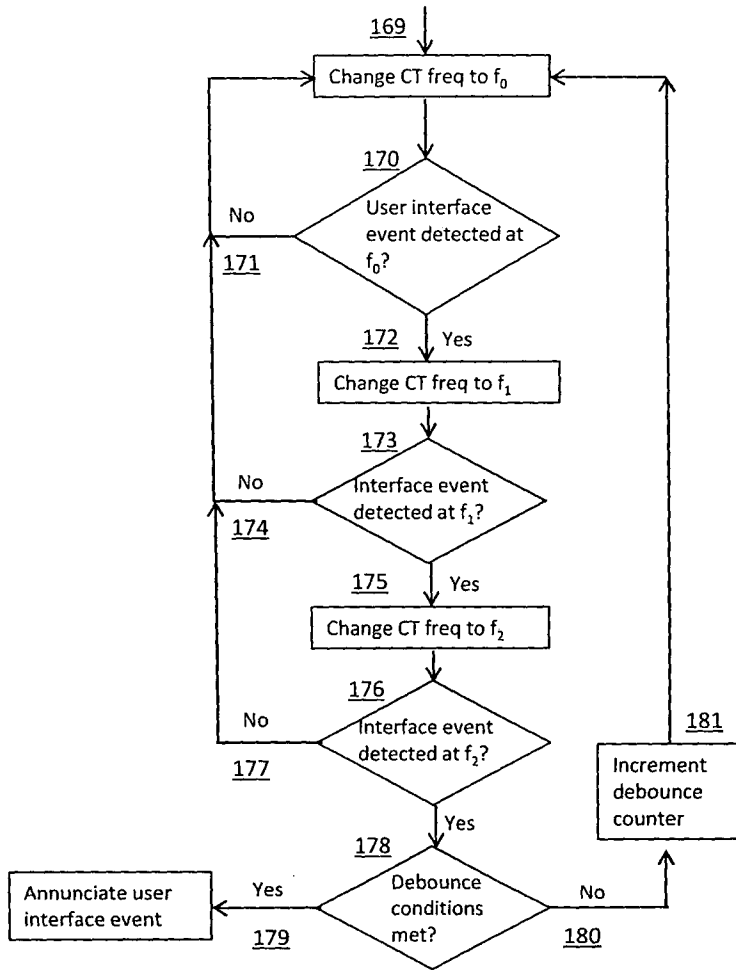 169
Change CT freq to f₀
170
User interface
event detected at
f₀?
No
171
172
Yes
Change CT freq to f₁
173
Interface event
detected at f₁?
No
174
175
Yes
Change CT freq to f₂
176
Interface event
detected at f₂?
No
177
181
Increment
debounce
counter
Yes
178
Debounce
conditions
met?
Yes
179
No
180
Annunciate user
interface event